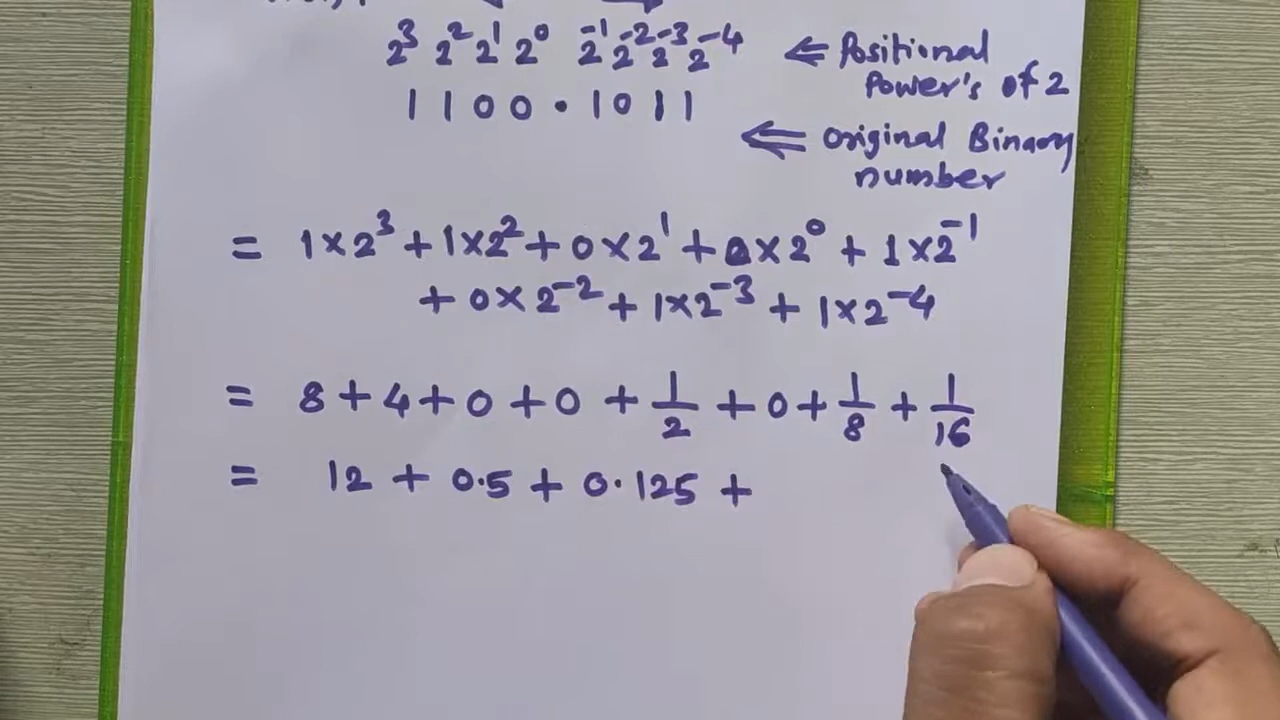 2³ 2² 2¹ 2⁰ 2⁻¹ 2⁻² 2⁻³ 2⁻⁴ ⇐ Positional
Power's of 2
1 1 0 0 . 1 0 1 1
⇐ Original Binary
number
= 1×2³ + 1×2² + 0×2¹ + 0×2⁰ + 1×2⁻¹
+ 0×2⁻² + 1×2⁻³ + 1×2⁻⁴
= 8 + 4 + 0 + 0 + 1/2 + 0 + 1/8 + 1/16
= 12 + 0.5 + 0.125 +